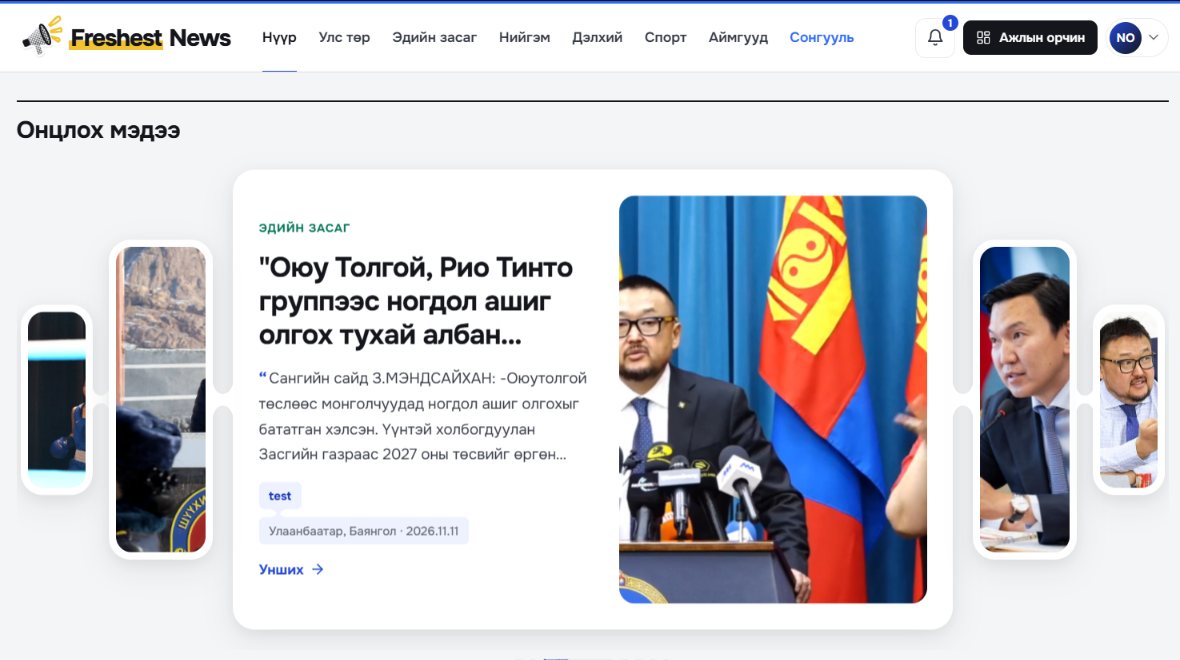 Freshest News
Нүүр
Улс төр
Эдийн засаг
Нийгэм
Дэлхий
Спорт
Аймгууд
Сонгууль
1
Ажлын орчин
NO
Онцлох мэдээ
ЭДИЙН ЗАСАГ
"Оюу Толгой, Рио Тинто
группээс ногдол ашиг
олгох тухай албан...
“ Сангийн сайд З.МЭНДСАЙХАН: -Оюутолгой
төслөөс монголчуудад ногдол ашиг олгохыг
бататган хэлсэн. Үүнтэй холбогдуулан
Засгийн газраас 2027 оны төсвийг өргөн...
test
Улаанбаатар, Баянгол · 2026.11.11
Унших →